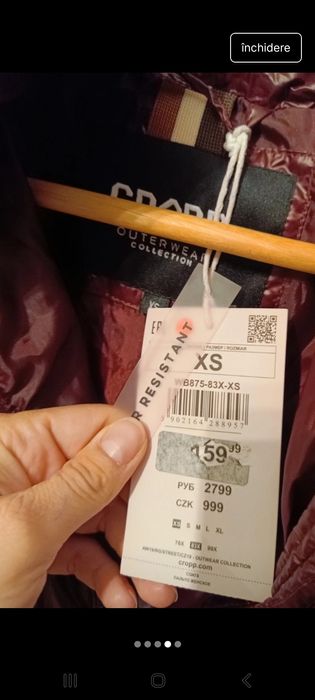 închidere
CROPP
OUTERWEAR
COLLECTION
XS
RESISTANT
XS
WB875-83X-XS
159
99
РУБ 2799
CZK 999
XS S M L XL
83X
cropp.com